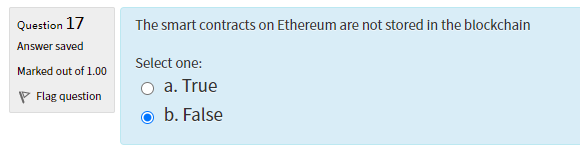 Question 17
Answer saved
Marked out of 1.00
Flag question
The smart contracts on Ethereum are not stored in the blockchain
Select one:
a. True
b. False